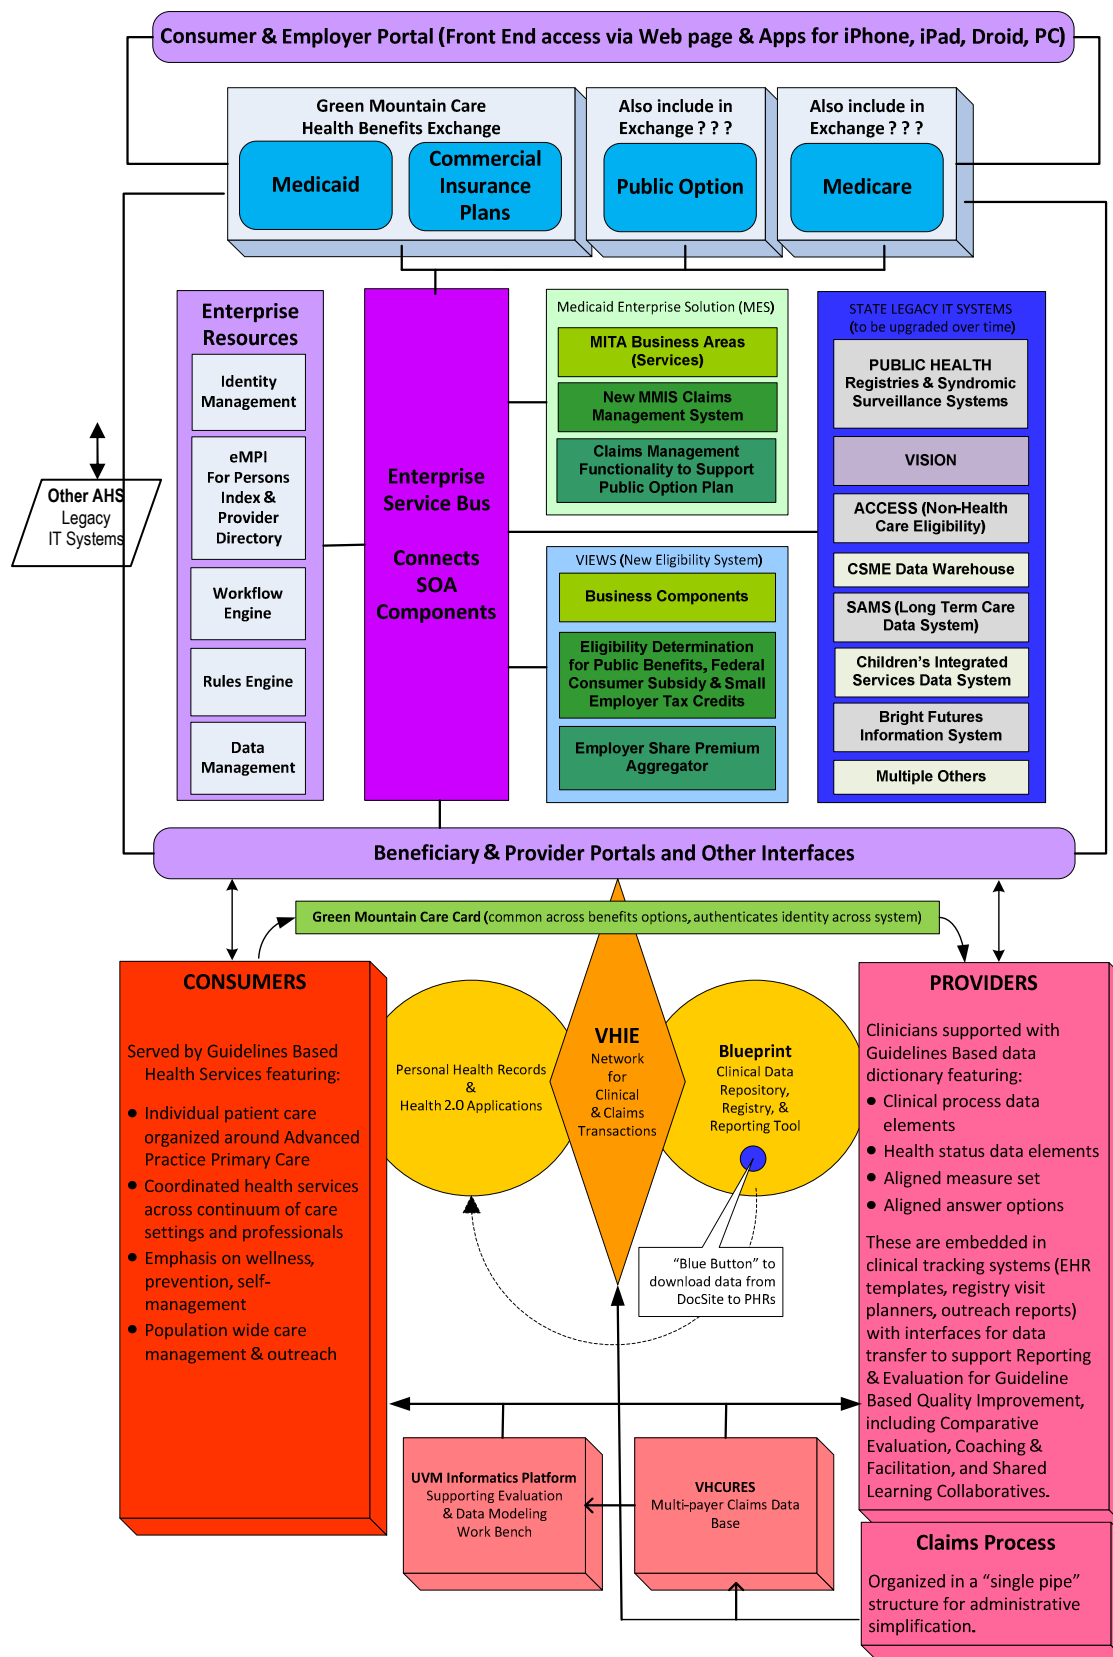 Consumer & Employer Portal (Front End access via Web page & Apps for iPhone, iPad, Droid, PC)
Green Mountain Care
Health Benefits Exchange
Medicaid
Commercial
Insurance
Plans
Also include in
Exchange ? ? ?
Public Option
Also include in
Exchange ? ? ?
Medicare
Other AHS
Legacy
IT Systems
Enterprise
Resources
Identity
Management
eMPI
For Persons
Index &
Provider
Directory
Workflow
Engine
Rules Engine
Data
Management
Enterprise
Service Bus
Connects
SOA
Components
Medicaid Enterprise Solution (MES)
MITA Business Areas
(Services)
New MMIS Claims
Management System
Claims Management
Functionality to Support
Public Option Plan
VIEWS (New Eligibility System)
Business Components
Eligibility Determination
for Public Benefits, Federal
Consumer Subsidy & Small
Employer Tax Credits
Employer Share Premium
Aggregator
STATE LEGACY IT SYSTEMS
(to be upgraded over time)
PUBLIC HEALTH
Registries & Syndromic
Surveillance Systems
VISION
ACCESS (Non-Health
Care Eligibility)
CSME Data Warehouse
SAMS (Long Term Care
Data System)
Children's Integrated
Services Data System
Bright Futures
Information System
Multiple Others
Beneficiary & Provider Portals and Other Interfaces
Green Mountain Care Card (common across benefits options, authenticates identity across system)
CONSUMERS
Served by Guidelines Based
Health Services featuring:
● Individual patient care
organized around Advanced
Practice Primary Care
● Coordinated health services
across continuum of care
settings and professionals
● Emphasis on wellness,
prevention, self-
management
● Population wide care
management & outreach
Personal Health Records
&
Health 2.0 Applications
VHIE
Network
for
Clinical
& Claims
Transactions
Blueprint
Clinical Data
Repository,
Registry, &
Reporting Tool
"Blue Button" to
download data from
DocSite to PHRs
PROVIDERS
Clinicians supported with
Guidelines Based data
dictionary featuring:
● Clinical process data
elements
● Health status data elements
● Aligned measure set
● Aligned answer options
These are embedded in
clinical tracking systems (EHR
templates, registry visit
planners, outreach reports)
with interfaces for data
transfer to support Reporting
& Evaluation for Guideline
Based Quality Improvement,
including Comparative
Evaluation, Coaching &
Facilitation, and Shared
Learning Collaboratives.
UVM Informatics Platform
Supporting Evaluation
& Data Modeling
Work Bench
VHCURES
Multi-payer Claims Data
Base
Claims Process
Organized in a "single pipe"
structure for administrative
simplification.